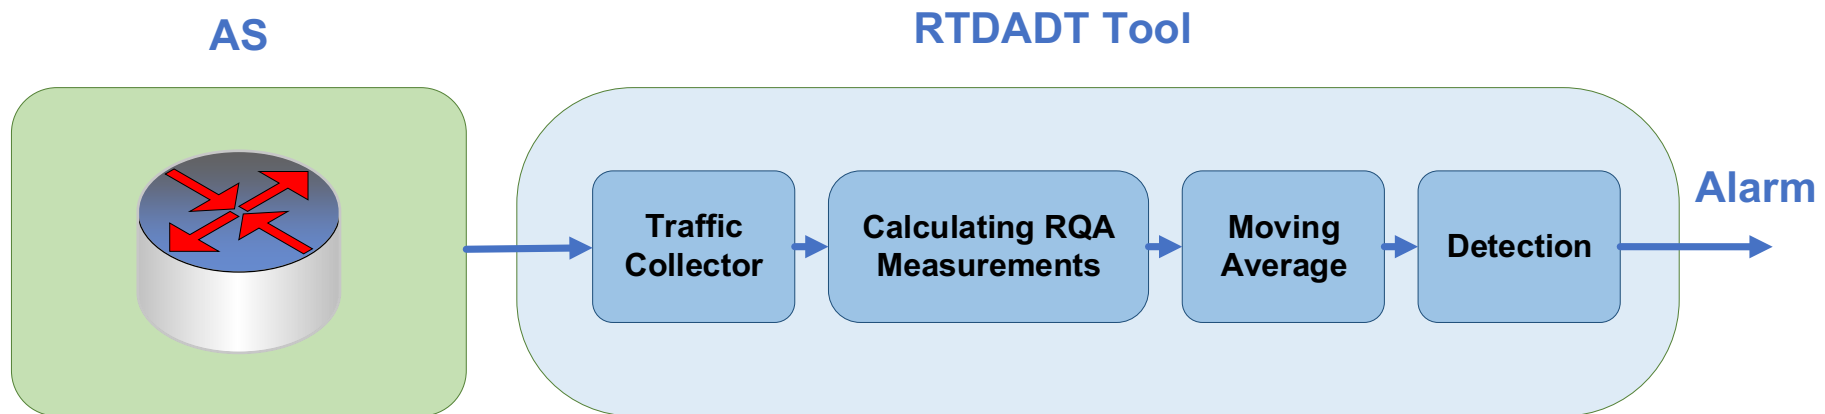 AS
RTDADT Tool
Traffic
Collector
Calculating RQA
Measurements
Moving
Average
Detection
Alarm